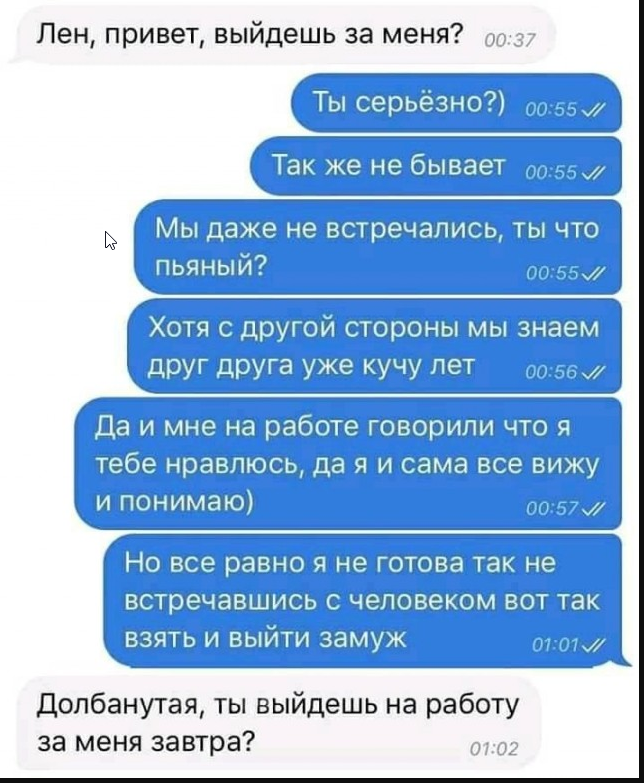 Лен, привет, выйдешь за меня? 00:37
Ты серьёзно?) 00:55
Так же не бывает 00:55
Мы даже не встречались, ты что
пьяный? 00:55
Хотя с другой стороны мы знаем
друг друга уже кучу лет 00:56
Да и мне на работе говорили что я
тебе нравлюсь, да я и сама все вижу
и понимаю) 00:57
Но все равно я не готова так не
встречавшись с человеком вот так
взять и выйти замуж 01:01
Долбанутая, ты выйдешь на работу
за меня завтра? 01:02